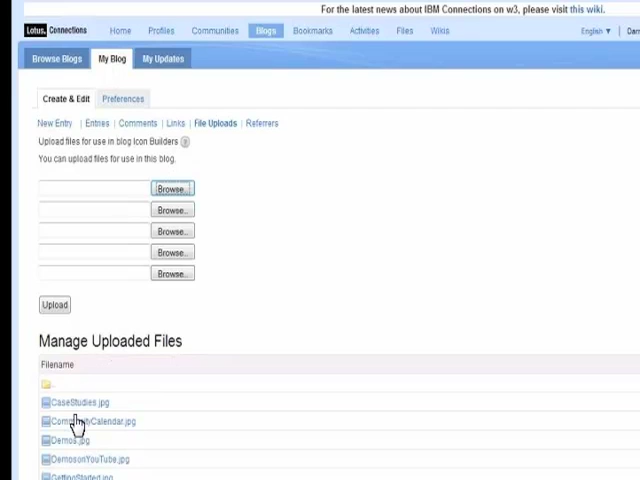 For the latest news about IBM Connections on w3, please visit this wiki.
Lotus. Connections Home Profiles Communities Blogs Bookmarks Activities Files Wikis English
Browse Blogs My Blog My Updates
Create & Edit Preferences
New Entry | Entries | Comments | Links | File Uploads | Referrers
Upload files for use in blog Icon Builders ?
You can upload files for use in this blog.
Browse..
Browse..
Browse..
Browse..
Browse..
Upload
Manage Uploaded Files
Filename
..
CaseStudies.jpg
Demos.jpg
DemosonYouTube.jpg
GettingStarted.jpg